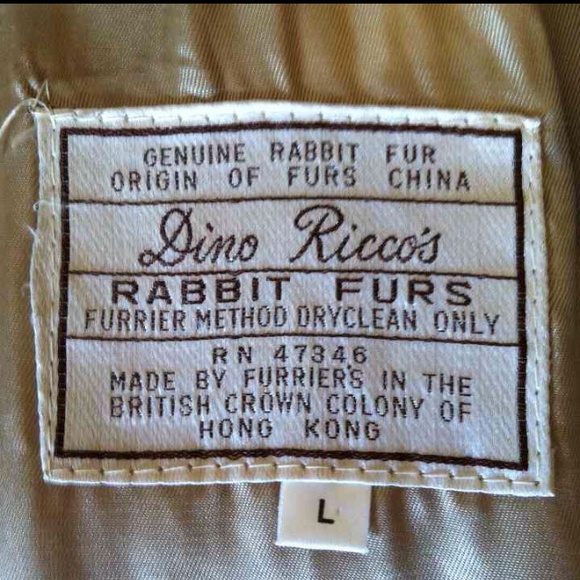 GENUINE RABBIT FUR
ORIGIN OF FURS CHINA
Dino Ricco's
RABBIT FURS
FURRIER METHOD DRYCLEAN ONLY
RN 47346
MADE BY FURRIERS IN THE
BRITISH CROWN COLONY OF
HONG KONG
L